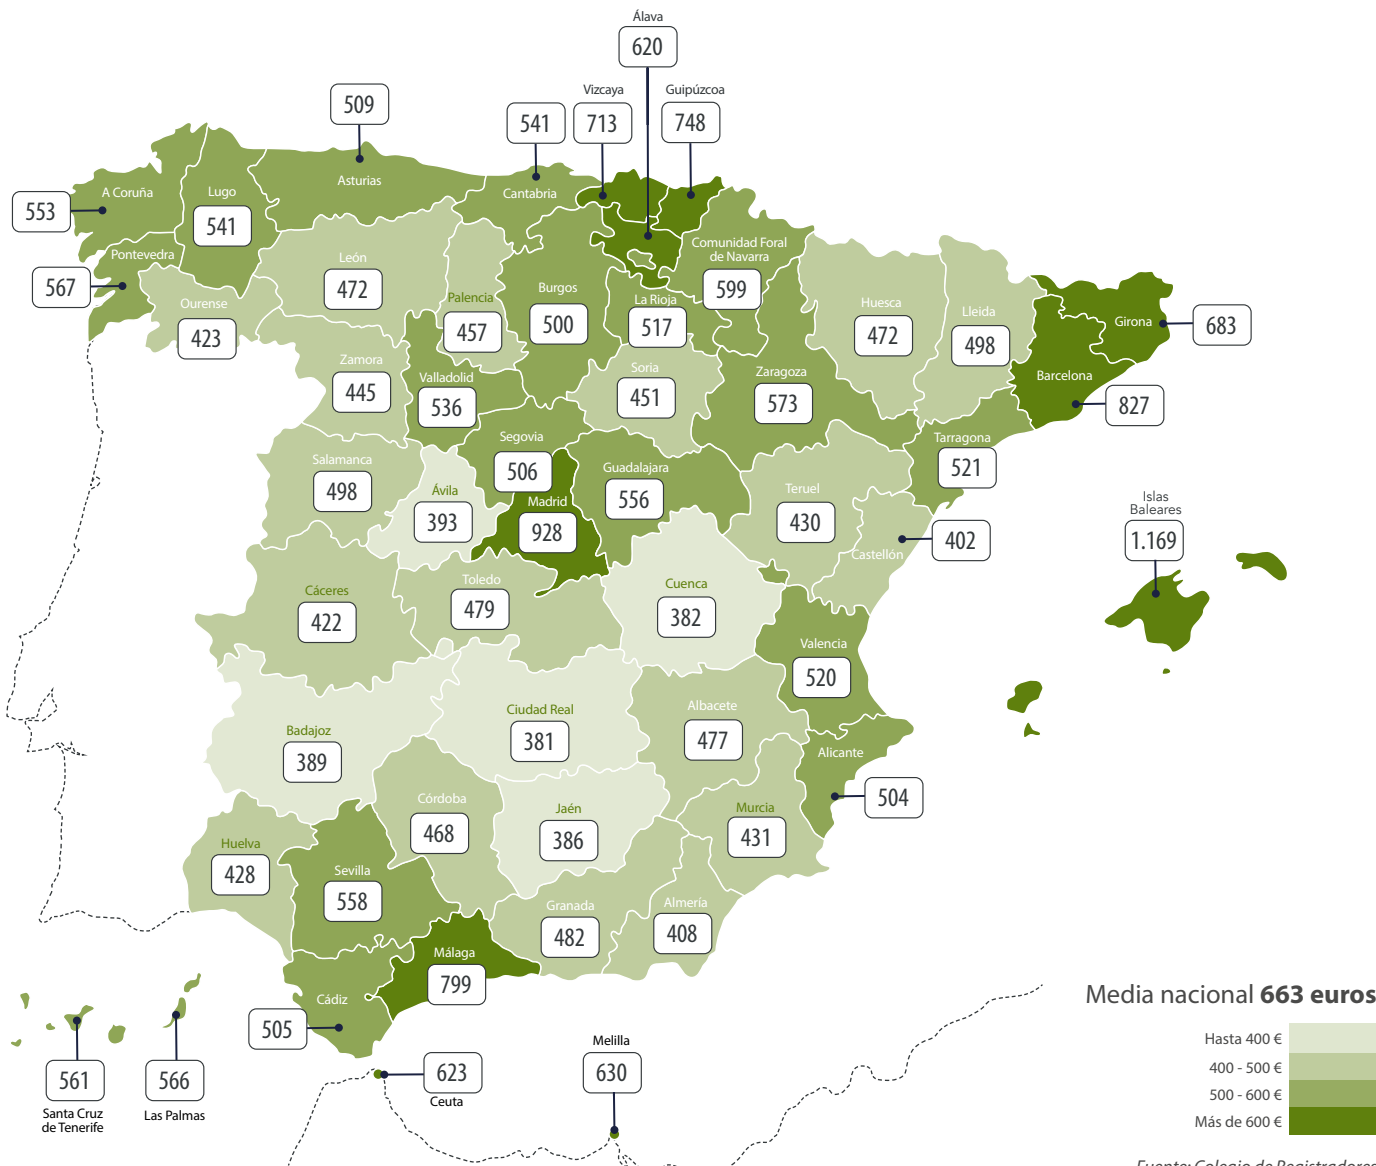 Álava
620
Vizcaya
713
Guipúzcoa
748
509
Asturias
541
Cantabria
A Coruña
553
Lugo
541
Pontevedra
567
Ourense
423
León
472
Palencia
457
Burgos
500
La Rioja
517
Comunidad Foral
de Navarra
599
Huesca
472
Lleida
498
Girona
683
Barcelona
827
Zamora
445
Valladolid
536
Soria
451
Zaragoza
573
Tarragona
521
Salamanca
498
Ávila
393
Segovia
506
Madrid
928
Guadalajara
556
Teruel
430
Castellón
402
Islas
Baleares
1.169
Cáceres
422
Toledo
479
Cuenca
382
Valencia
520
Badajoz
389
Ciudad Real
381
Albacete
477
Alicante
504
Huelva
428
Sevilla
558
Córdoba
468
Jaén
386
Murcia
431
Granada
482
Almería
408
Málaga
799
Cádiz
505
561
Santa Cruz
de Tenerife
566
Las Palmas
623
Ceuta
Melilla
630
Media nacional 663 euros
Hasta 400 €
400 - 500 €
500 - 600 €
Más de 600 €
Fuente: Colegio de Registradores